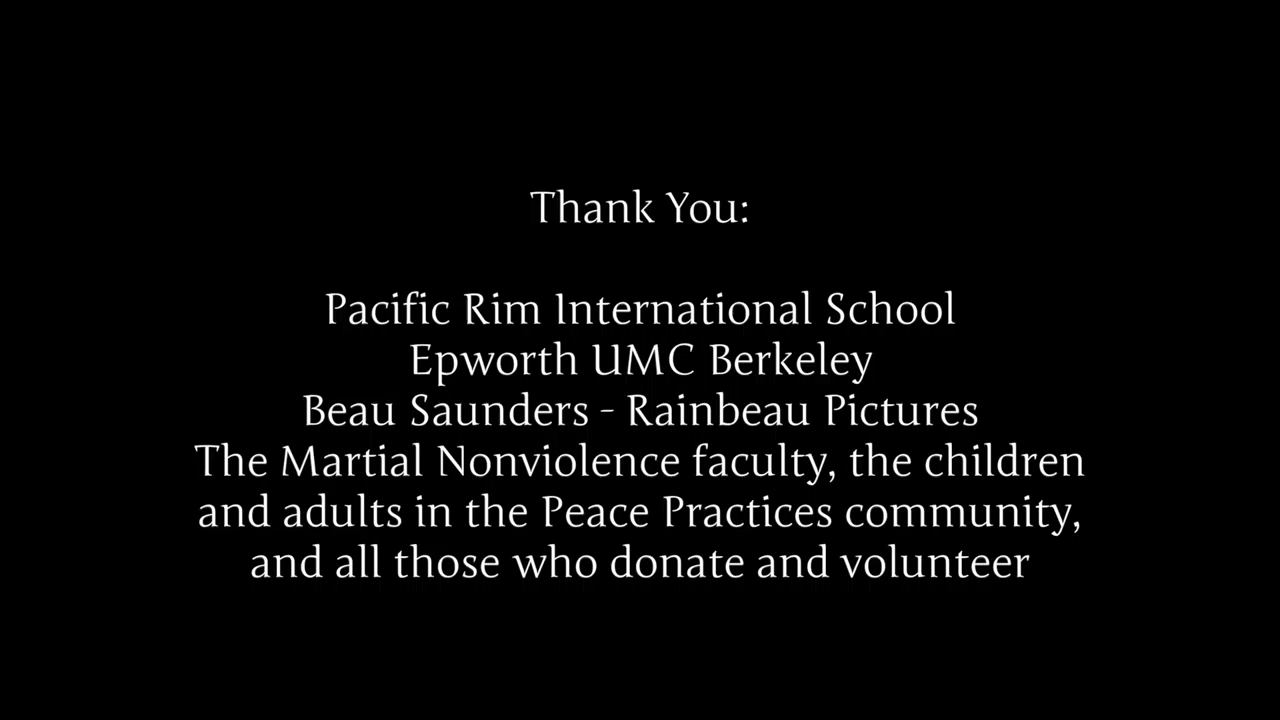 Thank You:
Pacific Rim International School
Epworth UMC Berkeley
Beau Saunders - Rainbeau Pictures
The Martial Nonviolence faculty, the children
and adults in the Peace Practices community,
and all those who donate and volunteer